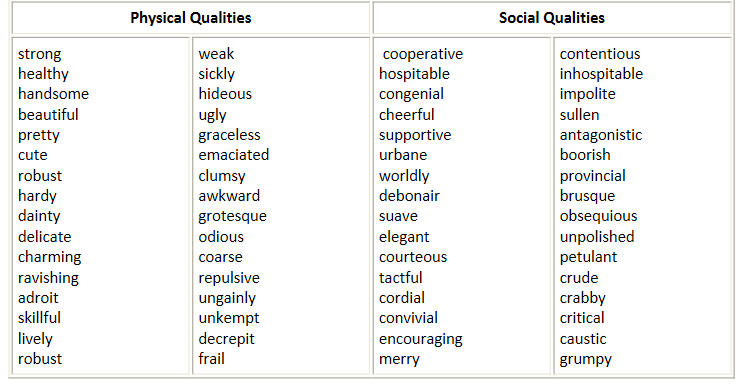 Physical Qualities Social Qualities
strong weak cooperative contentious
healthy sickly hospitable inhospitable
handsome hideous congenial impolite
beautiful ugly cheerful sullen
pretty graceless supportive antagonistic
cute emaciated urbane boorish
robust clumsy worldly provincial
hardy awkward debonair brusque
dainty grotesque suave obsequious
delicate odious elegant unpolished
charming coarse courteous petulant
ravishing repulsive tactful crude
adroit ungainly cordial crabby
skillful unkempt convivial critical
lively decrepit encouraging caustic
robust frail merry grumpy